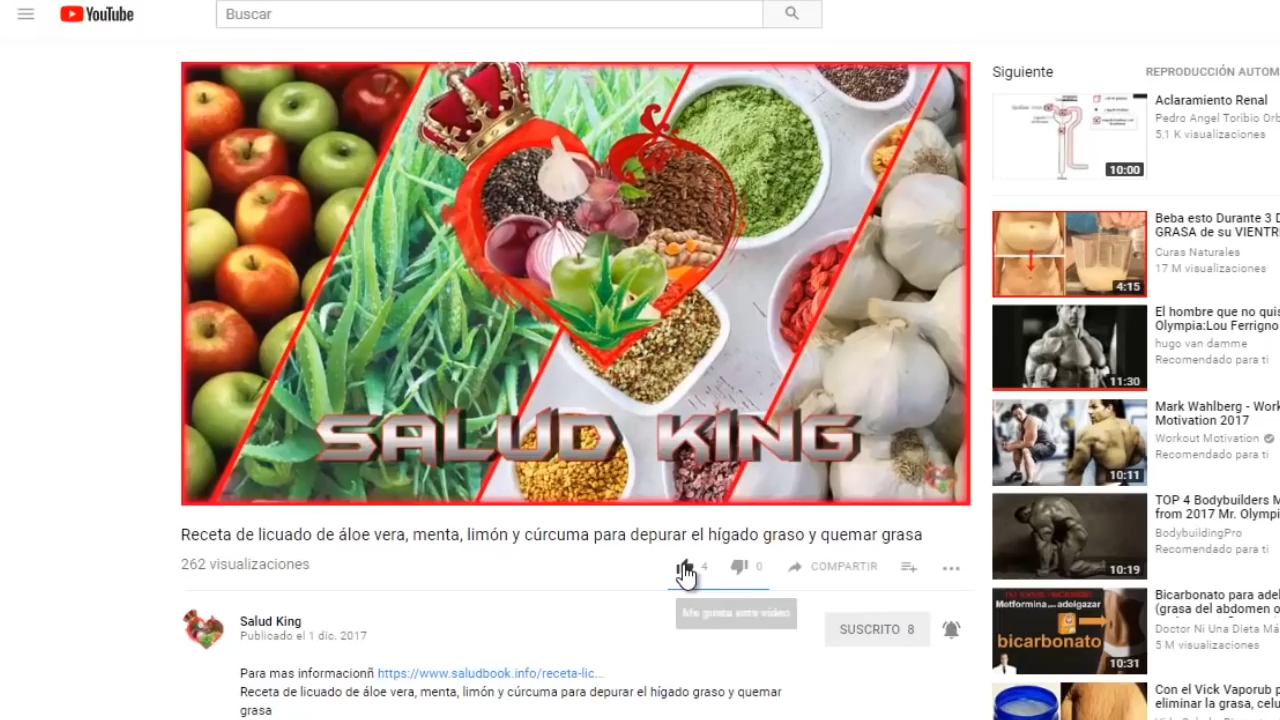 YouTube
Buscar
SALUD KING
Receta de licuado de áloe vera, menta, limón y cúrcuma para depurar el hígado graso y quemar grasa
262 visualizaciones
4
0
COMPARTIR
Me gusta este vídeo
Salud King
Publicado el 1 dic. 2017
SUSCRITO 8
Para mas informacionñ https://www.saludbook.info/receta-lic...
Receta de licuado de áloe vera, menta, limón y cúrcuma para depurar el hígado graso y quemar
grasa
Siguiente
REPRODUCCIÓN AUTOM
10:00
Aclaramiento Renal
Pedro Angel Toribio Orb
5,1 K visualizaciones
4:15
Beba esto Durante 3 D
GRASA de su VIENTR
Curas Naturales
17 M visualizaciones
11:30
El hombre que no quis
Olympia:Lou Ferrigno
hugo van damme
Recomendado para ti
10:11
Mark Wahlberg - Work
Motivation 2017
Workout Motivation
Recomendado para ti
10:19
TOP 4 Bodybuilders M
from 2017 Mr. Olympi
BodybuildingPro
Recomendado para ti
Metformina
adelgazar
bicarbonato
10:31
Bicarbonato para adel
(grasa del abdomen o
Doctor Ni Una Dieta Má
5 M visualizaciones
Con el Vick Vaporub p
eliminar la grasa, celu